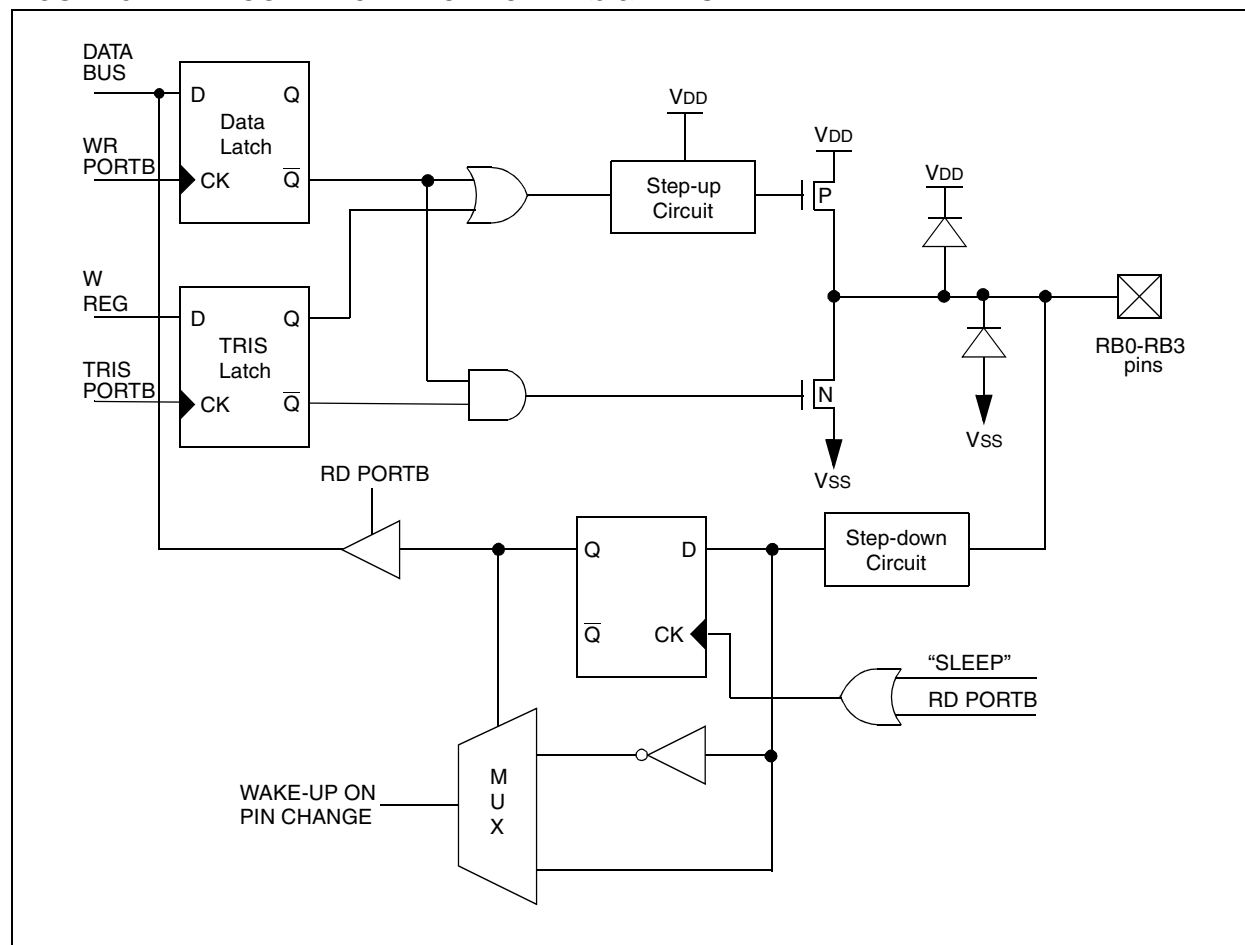 DATA
BUS
D
Q
Data
Latch
WR
PORTB
CK
Q
VDD
Step-up
Circuit
VDD
P
VDD
W
REG
D
Q
TRIS
Latch
TRIS
PORTB
CK
Q
N
VSS
VSS
RB0-RB3
pins
RD PORTB
Q
D
Q
CK
Step-down
Circuit
"SLEEP"
RD PORTB
M
U
X
WAKE-UP ON
PIN CHANGE